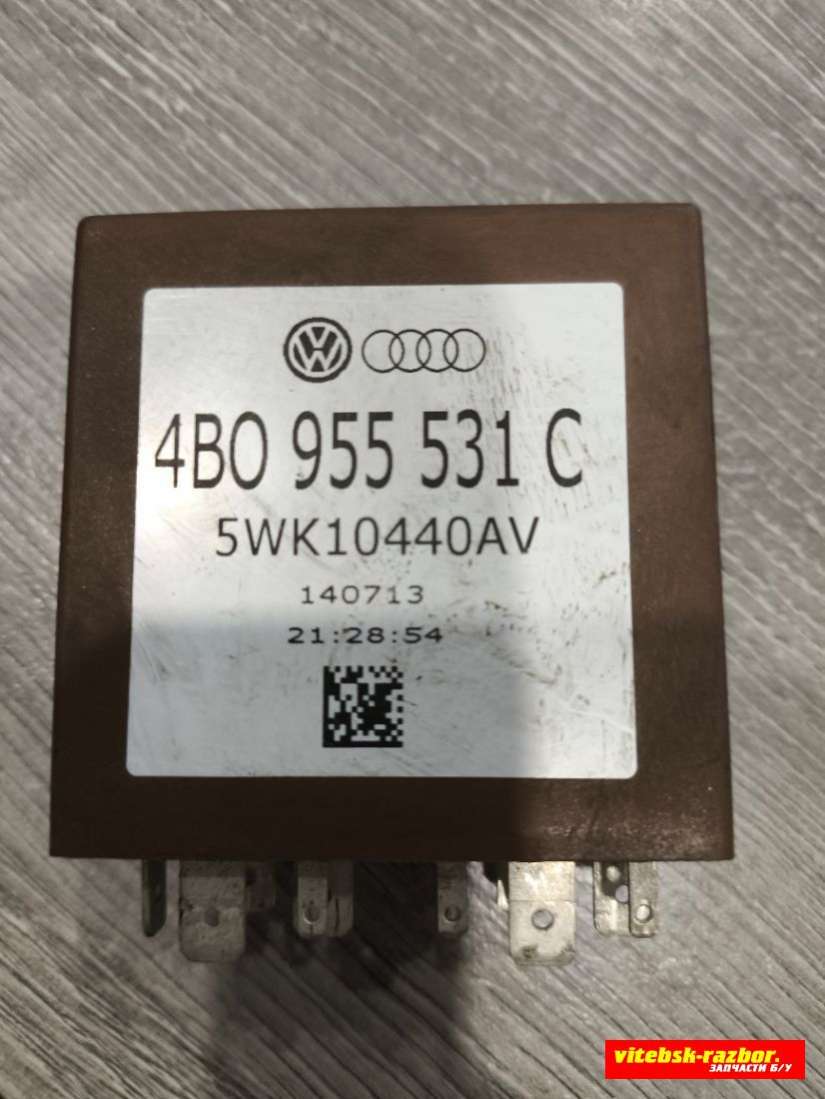 4B0 955 531 C
5WK10440AV
140713
21:28:54
vitebsk-razbor.
ЗАПЧАСТИ Б/У